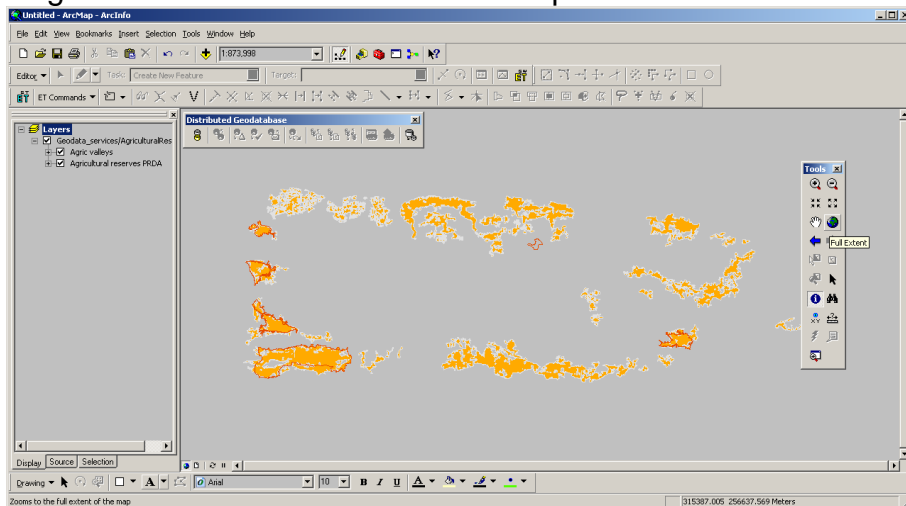 Untitled - ArcMap - ArcInfo
File Edit View Bookmarks Insert Selection Tools Window Help
1:873,998
Editor Task: Create New Feature Target:
ET Commands
Layers
Geodata_services/AgriculturalRes
Agric valleys
Agricultural reserves PRDA
Distributed Geodatabase
Tools
Full Extent
Display Source Selection
Drawing A Arial 10 B I U A
Zooms to the full extent of the map
315387.005 256637.569 Meters